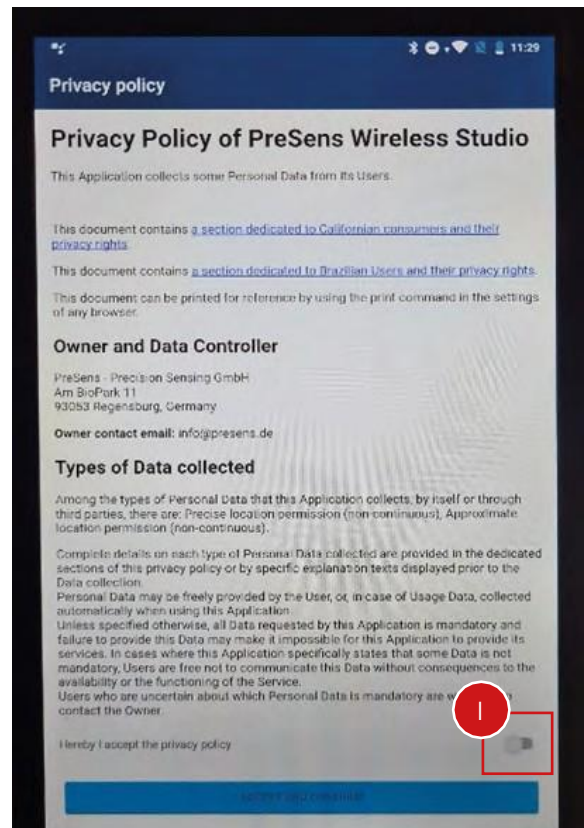 11:29
Privacy policy
Privacy Policy of PreSens Wireless Studio
This Application collects some Personal Data from its Users.
This document contains a section dedicated to Californian consumers and their
privacy rights.
This document contains a section dedicated to Brazilian Users and their privacy rights.
This document can be printed for reference by using the print command in the settings
of any browser.
Owner and Data Controller
PreSens - Precision Sensing GmbH
Am BioPark 11
93053 Regensburg, Germany
Owner contact email: info@presens.de
Types of Data collected
Among the types of Personal Data that this Application collects, by itself or through
third parties, there are: Precise location permission (non-continuous), Approximate
location permission (non-continuous).
Complete details on each type of Personal Data collected are provided in the dedicated
sections of this privacy policy or by specific explanation texts displayed prior to the
Data collection.
Personal Data may be freely provided by the User, or, in case of Usage Data, collected
automatically when using this Application.
Unless specified otherwise, all Data requested by this Application is mandatory and
failure to provide this Data may make it impossible for this Application to provide its
services. In cases where this Application specifically states that some Data is not
mandatory, Users are free not to communicate this Data without consequences to the
availability or the functioning of the Service.
Users who are uncertain about which Personal Data is mandatory are
contact the Owner.
I
Hereby I accept the privacy policy
ACCEPT AND CONTINUE